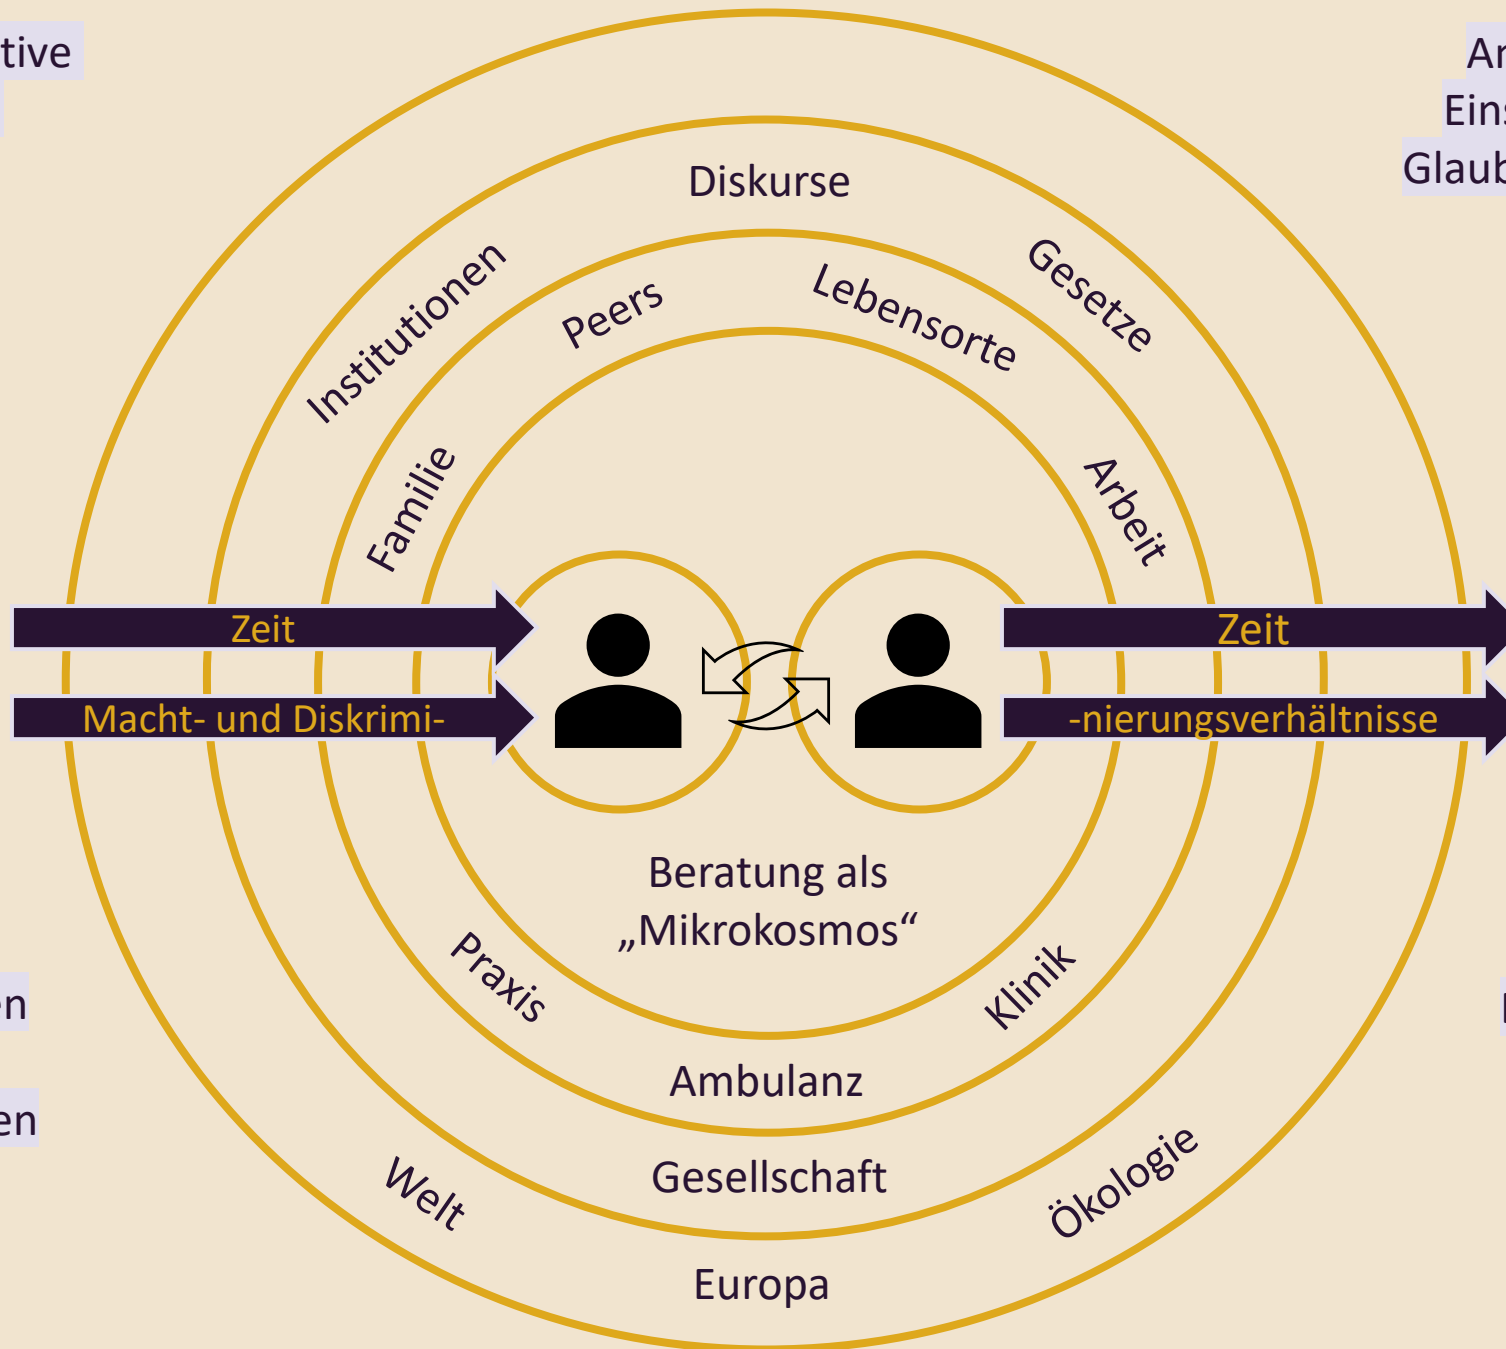 Diskurse
Institutionen
Gesetze
Peers
Lebensorte
Familie
Arbeit
Zeit
Zeit
Macht- und Diskrimi-
-nierungsverhältnisse
Beratung als
„Mikrokosmos“
Praxis
Klinik
Ambulanz
Gesellschaft
Welt
Ökologie
Europa